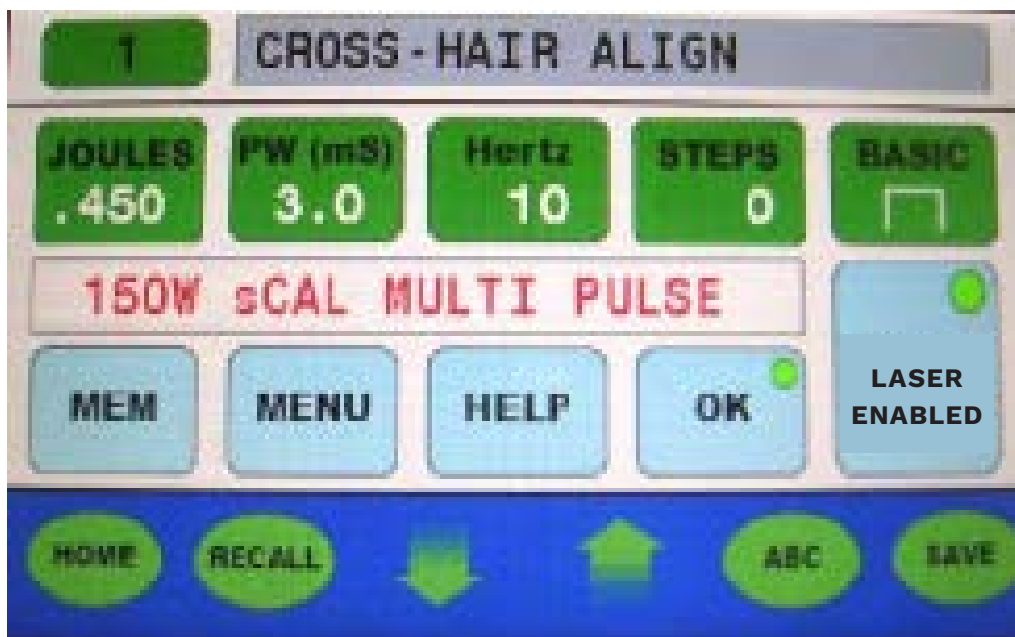 1 CROSS-HAIR ALIGN
JOULES PW (mS) Hertz STEPS BASIC
.450 3.0 10 0
150W sCAL MULTI PULSE
MEM MENU HELP OK LASER
ENABLED
HOME RECALL ABC SAVE